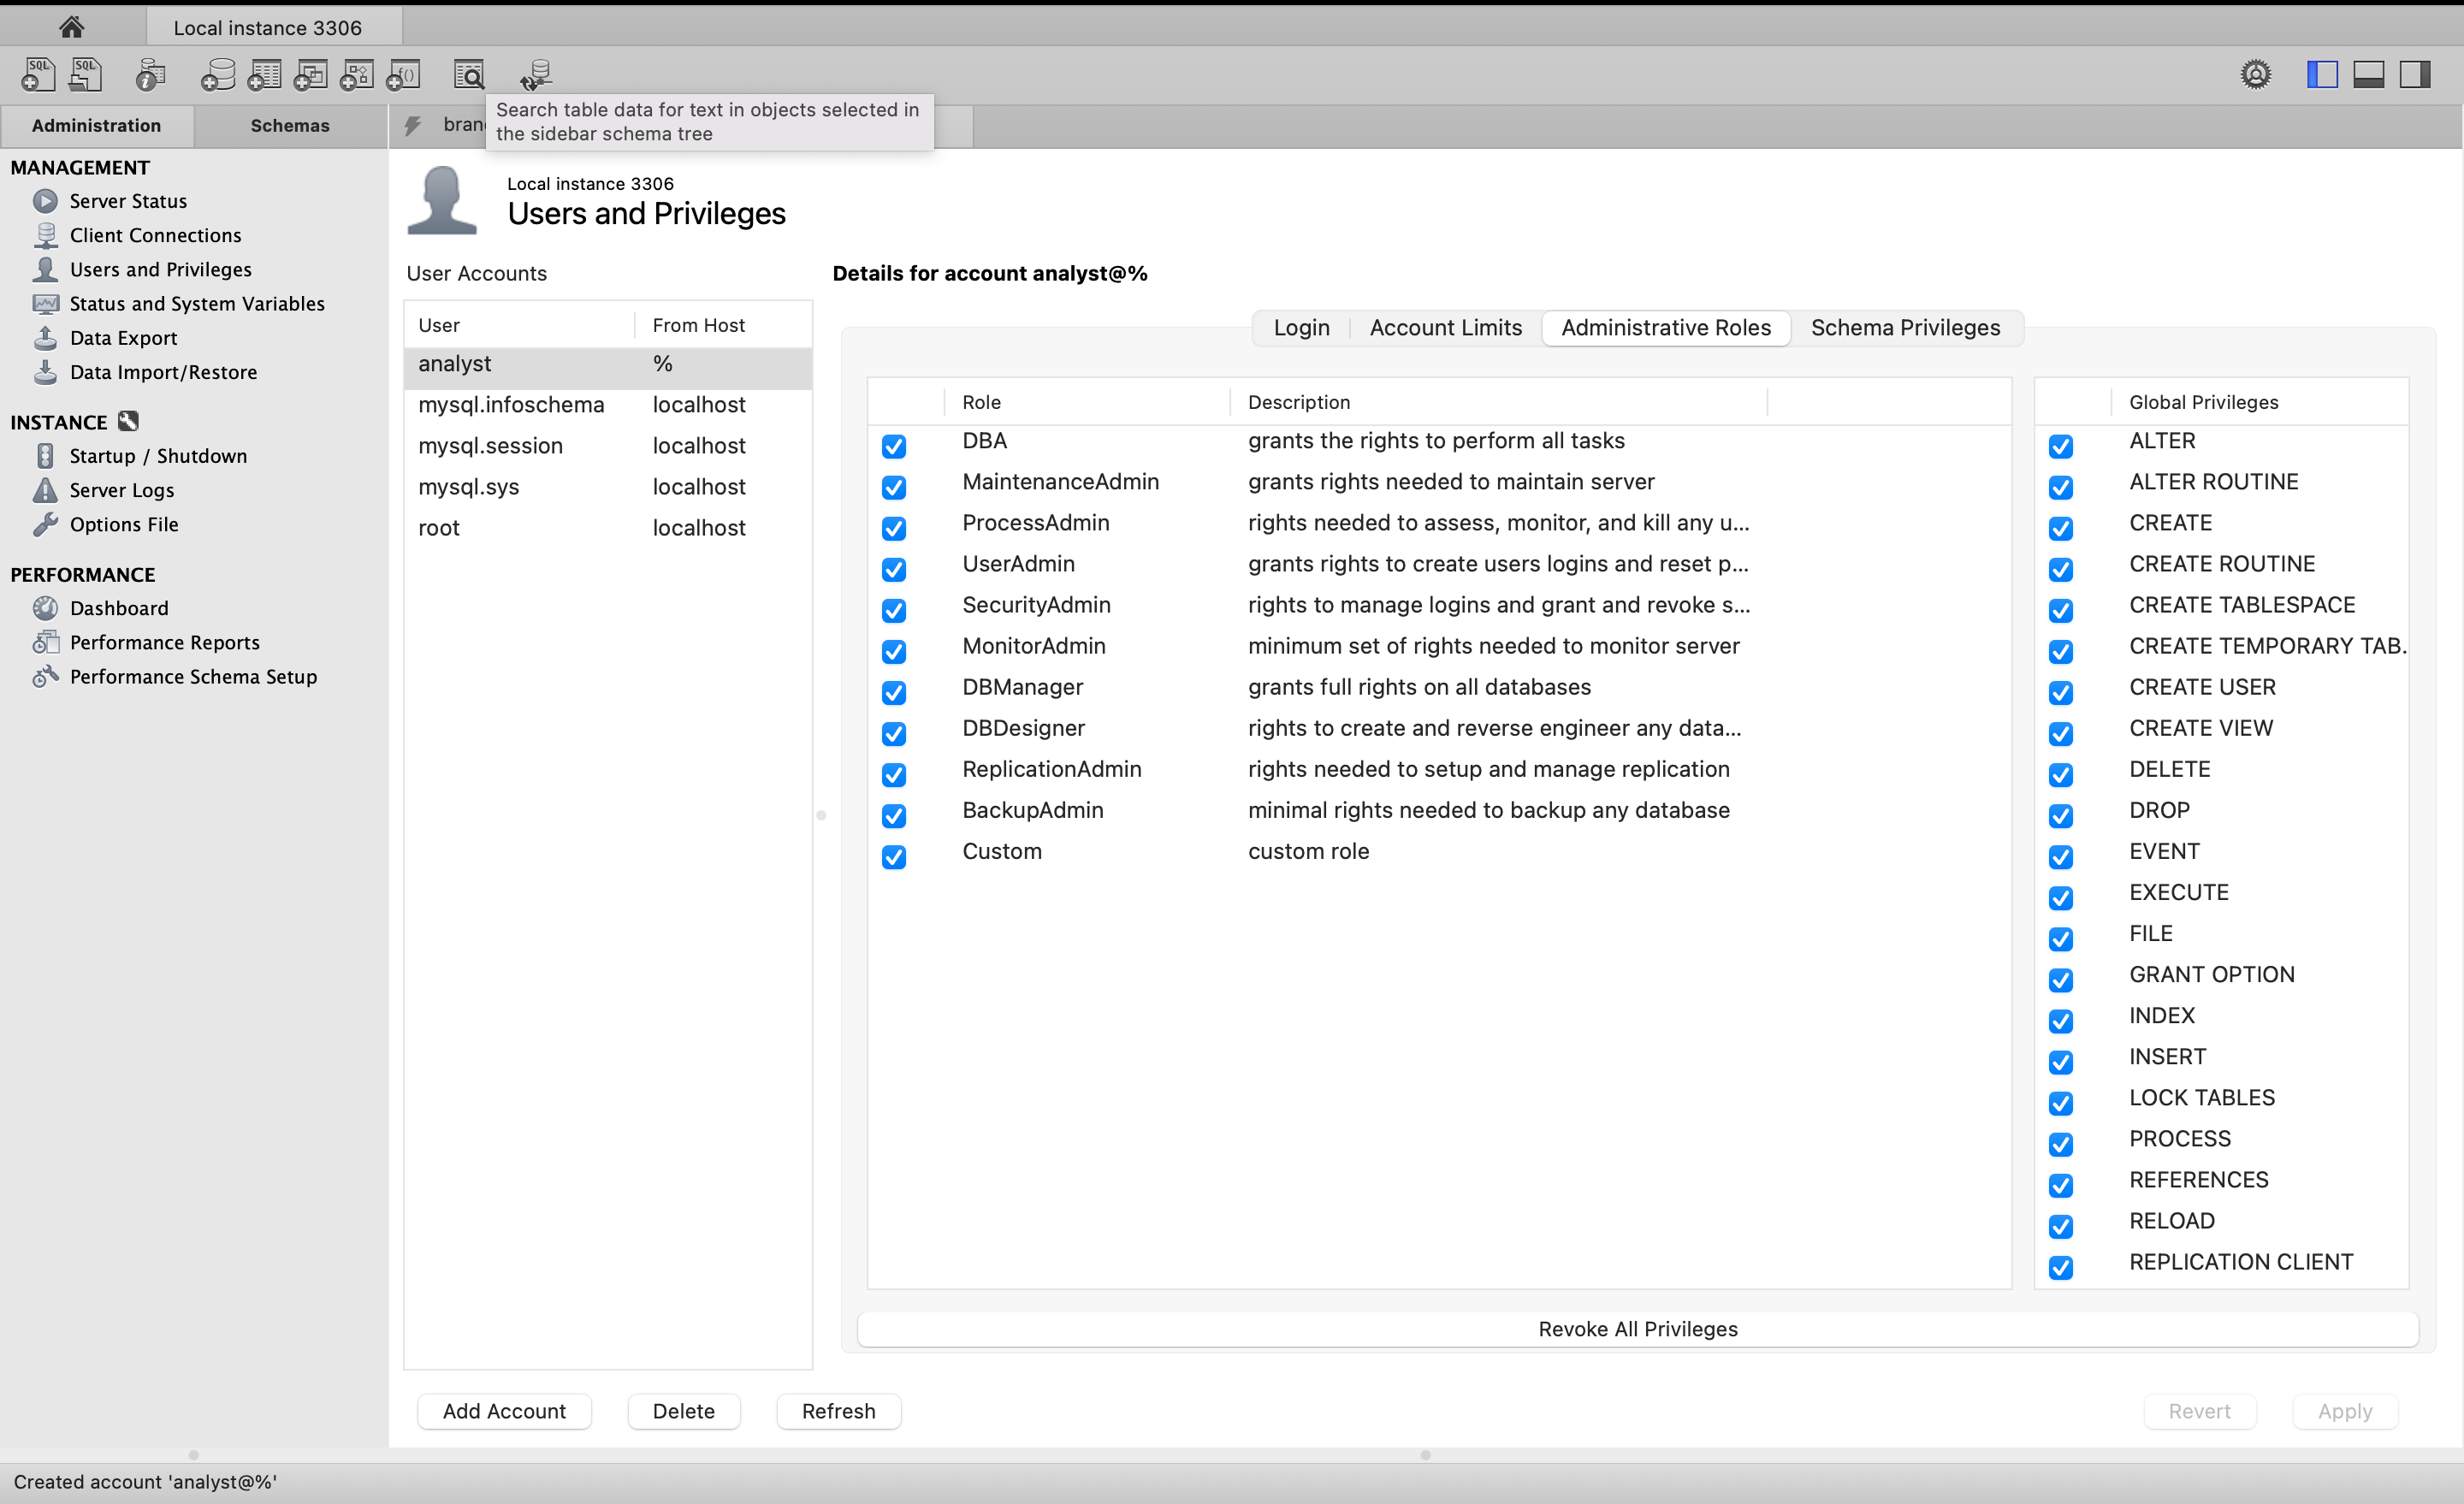 Local instance 3306
SQL SQL
Search table data for text in objects selected in
the sidebar schema tree
Administration Schemas
MANAGEMENT
Server Status
Client Connections
Users and Privileges
Status and System Variables
Data Export
Data Import/Restore
INSTANCE
Startup / Shutdown
Server Logs
Options File
PERFORMANCE
Dashboard
Performance Reports
Performance Schema Setup
Local instance 3306
Users and Privileges
User Accounts
User From Host
analyst %
mysql.infoschema localhost
mysql.session localhost
mysql.sys localhost
root localhost
Details for account analyst@%
Login Account Limits Administrative Roles Schema Privileges
Role Description
DBA grants the rights to perform all tasks
MaintenanceAdmin grants rights needed to maintain server
ProcessAdmin rights needed to assess, monitor, and kill any u...
UserAdmin grants rights to create users logins and reset p...
SecurityAdmin rights to manage logins and grant and revoke s...
MonitorAdmin minimum set of rights needed to monitor server
DBManager grants full rights on all databases
DBDesigner rights to create and reverse engineer any data...
ReplicationAdmin rights needed to setup and manage replication
BackupAdmin minimal rights needed to backup any database
Custom custom role
Global Privileges
ALTER
ALTER ROUTINE
CREATE
CREATE ROUTINE
CREATE TABLESPACE
CREATE TEMPORARY TAB.
CREATE USER
CREATE VIEW
DELETE
DROP
EVENT
EXECUTE
FILE
GRANT OPTION
INDEX
INSERT
LOCK TABLES
PROCESS
REFERENCES
RELOAD
REPLICATION CLIENT
Revoke All Privileges
Add Account Delete Refresh Revert Apply
Created account 'analyst@%'